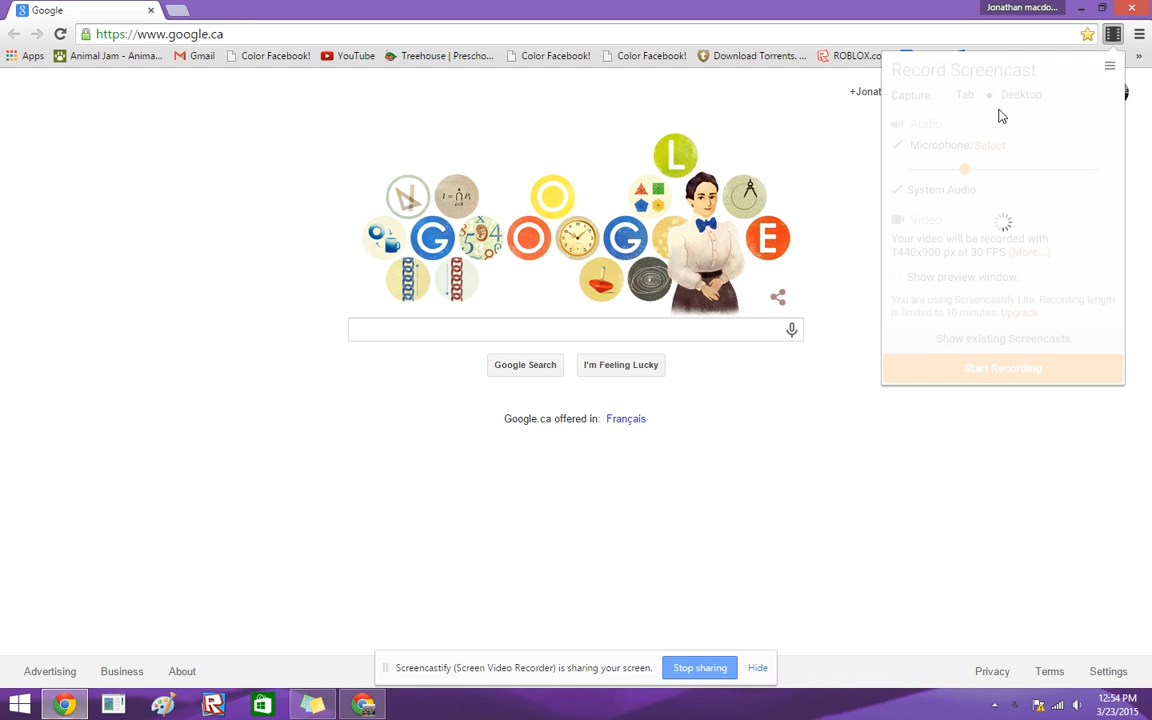 Google
Jonathan macdo...
https://www.google.ca
Apps
Animal Jam - Anima...
Gmail
Color Facebook!
YouTube
Treehouse | Prescho...
Color Facebook!
Color Facebook!
Download Torrents. ...
ROBLOX.co
»
+Jonat
Record Screencast
Capture: Tab Desktop
Audio
Microphone: Select
System Audio
Video
Your video will be recorded with
1440x900 px at 30 FPS (More...)
Show preview window.
You are using Screencastify Lite. Recording length
is limited to 10 minutes. Upgrade
Show existing Screencasts
Start Recording
L
G O G E
Google Search
I'm Feeling Lucky
Google.ca offered in: Français
Screencastify (Screen Video Recorder) is sharing your screen.
Stop sharing
Hide
Advertising
Business
About
Privacy
Terms
Settings
12:54 PM
3/23/2015